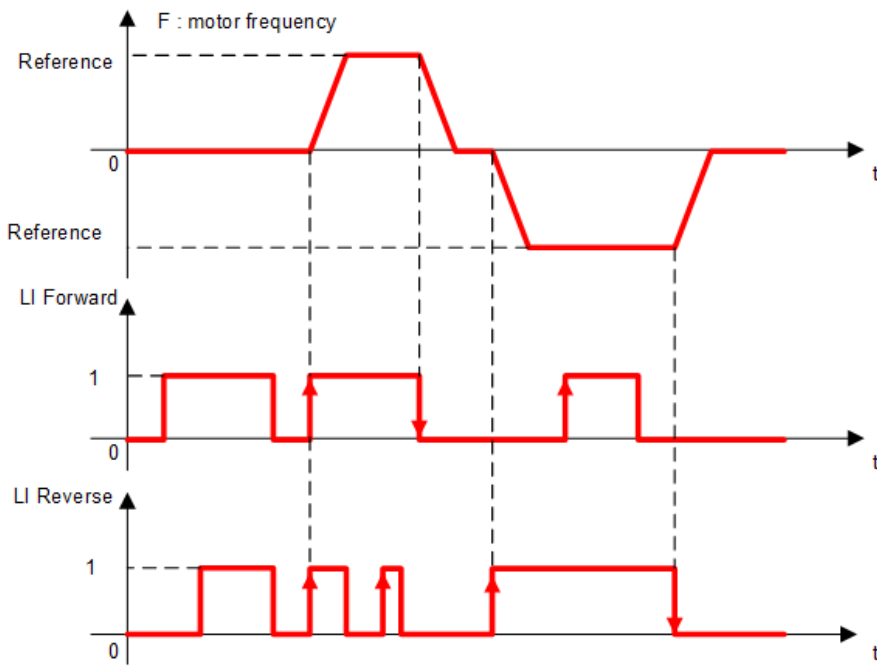 F : motor frequency
Reference
0
t
Reference
LI Forward
1
0
t
LI Reverse
1
0
t